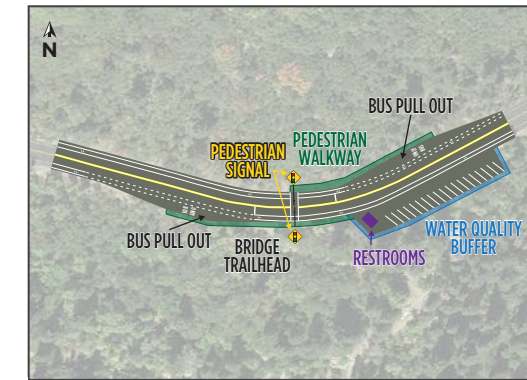 N
BUS PULL OUT
PEDESTRIAN
SIGNAL
PEDESTRIAN
WALKWAY
BUS PULL OUT
BRIDGE
TRAILHEAD
RESTROOMS
WATER QUALITY
BUFFER